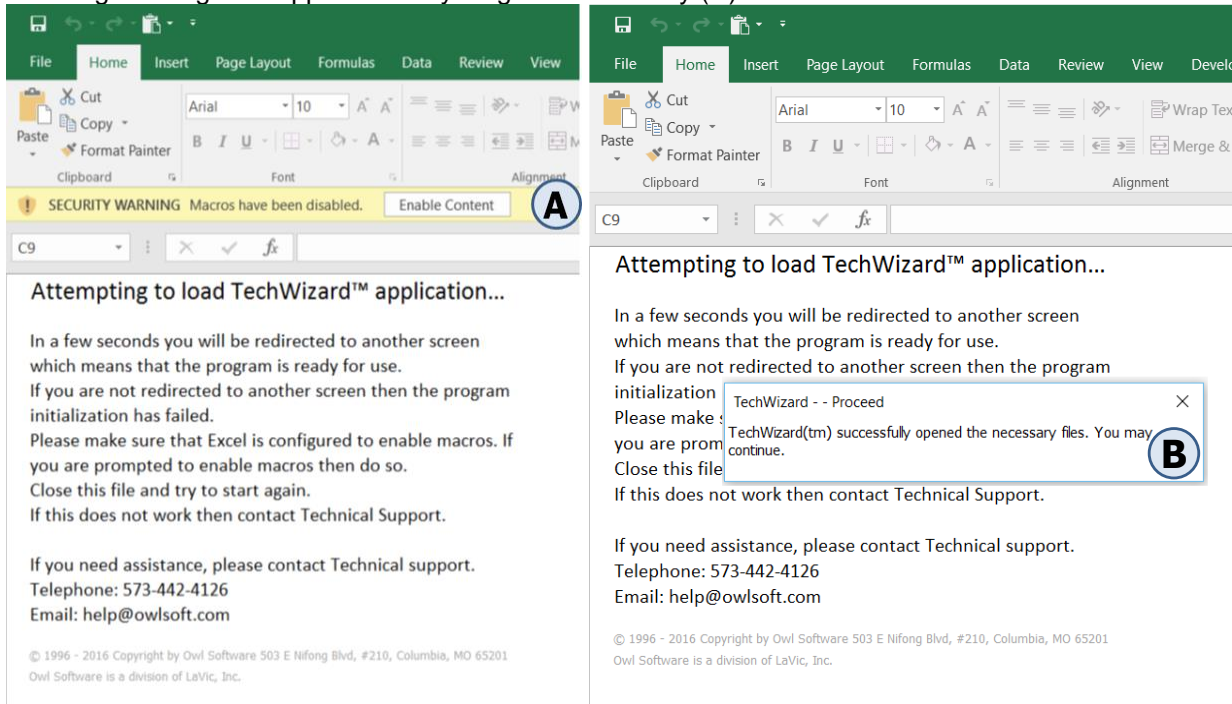 File Home Insert Page Layout Formulas Data Review View
Cut
Copy
Paste
Format Painter
Arial 10
B I U
Clipboard Font Alignment
SECURITY WARNING Macros have been disabled. Enable Content
A
C9 fx
Attempting to load TechWizard™ application...
In a few seconds you will be redirected to another screen
which means that the program is ready for use.
If you are not redirected to another screen then the program
initialization has failed.
Please make sure that Excel is configured to enable macros. If
you are prompted to enable macros then do so.
Close this file and try to start again.
If this does not work then contact Technical Support.
If you need assistance, please contact Technical support.
Telephone: 573-442-4126
Email: help@owlsoft.com
© 1996 - 2016 Copyright by Owl Software 503 E Nifong Blvd, #210, Columbia, MO 65201
Owl Software is a division of LaVic, Inc.
File Home Insert Page Layout Formulas Data Review View Develo
Cut
Copy
Paste
Format Painter
Arial 10
B I U
Wrap Tex
Merge &
Clipboard Font Alignment
C9 fx
Attempting to load TechWizard™ application...
In a few seconds you will be redirected to another screen
which means that the program is ready for use.
If you are not redirected to another screen then the program
initialization
Please make
you are prom
Close this file
TechWizard - - Proceed
TechWizard(tm) successfully opened the necessary files. You may
continue.
B
If this does not work then contact Technical Support.
If you need assistance, please contact Technical support.
Telephone: 573-442-4126
Email: help@owlsoft.com
© 1996 - 2016 Copyright by Owl Software 503 E Nifong Blvd, #210, Columbia, MO 65201
Owl Software is a division of LaVic, Inc.